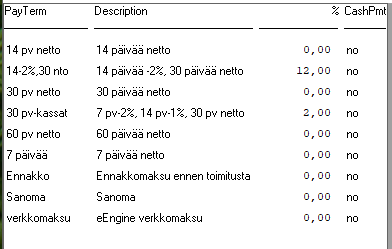 PayTerm Description % CashPmt
14 pv netto 14 päivää netto 0,00 no
14-2%,30 nto 14 päivää -2%, 30 päivää netto 12,00 no
30 pv netto 30 päivää netto 0,00 no
30 pv-kassat 7 pv-2%, 14 pv-1%, 30 pv netto 2,00 no
60 pv netto 60 päivää netto 0,00 no
7 päivää 7 päivää netto 0,00 no
Ennakko Ennakkomaksu ennen toimitusta 0,00 no
Sanoma Sanoma 0,00 no
verkkomaksu eEngine verkkomaksu 0,00 no